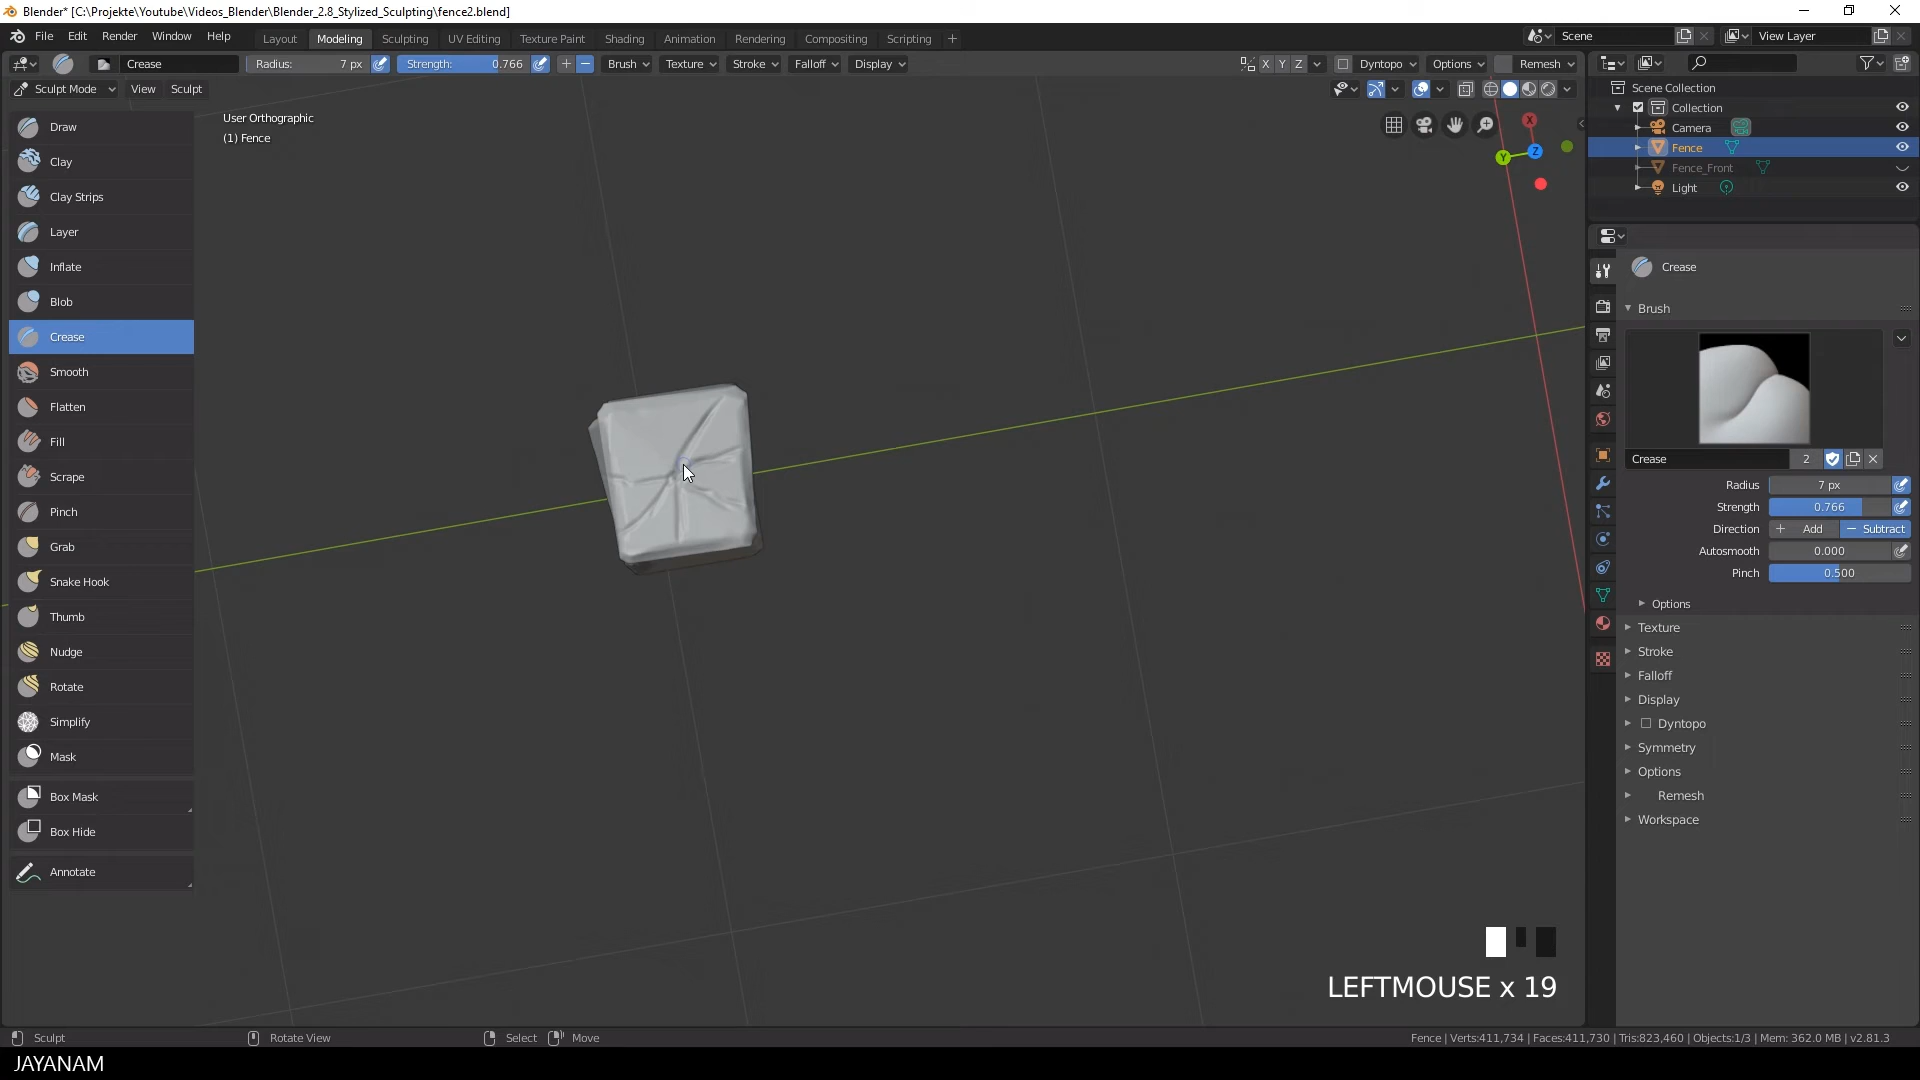 Blender* [C:\Projekte\Youtube\Videos_Blender\Blender_2.8_Stylized_Sculpting\fence2.blend]
File Edit Render Window Help Layout Modeling Sculpting UV Editing Texture Paint Shading Animation Rendering Compositing Scripting + Scene View Layer
Crease Radius: 7 px Strength: 0.766 + − Brush Texture Stroke Falloff Display X Y Z Dyntopo Options Remesh
Sculpt Mode View Sculpt
User Orthographic
(1) Fence
X
Y
Z
Draw
Clay
Clay Strips
Layer
Inflate
Blob
Crease
Smooth
Flatten
Fill
Scrape
Pinch
Grab
Snake Hook
Thumb
Nudge
Rotate
Simplify
Mask
Box Mask
Box Hide
Annotate
Scene Collection
Collection
Camera
Fence
Fence_Front
Light
Crease
Brush
Crease 2
Radius 7 px
Strength 0.766
Direction + Add − Subtract
Autosmooth 0.000
Pinch 0.500
Options
Texture
Stroke
Falloff
Display
Dyntopo
Symmetry
Options
Remesh
Workspace
LEFTMOUSE x 19
Sculpt Rotate View Select Move Fence | Verts:411,734 | Faces:411,730 | Tris:823,460 | Objects:1/3 | Mem: 362.0 MB | v2.81.3
JAYANAM